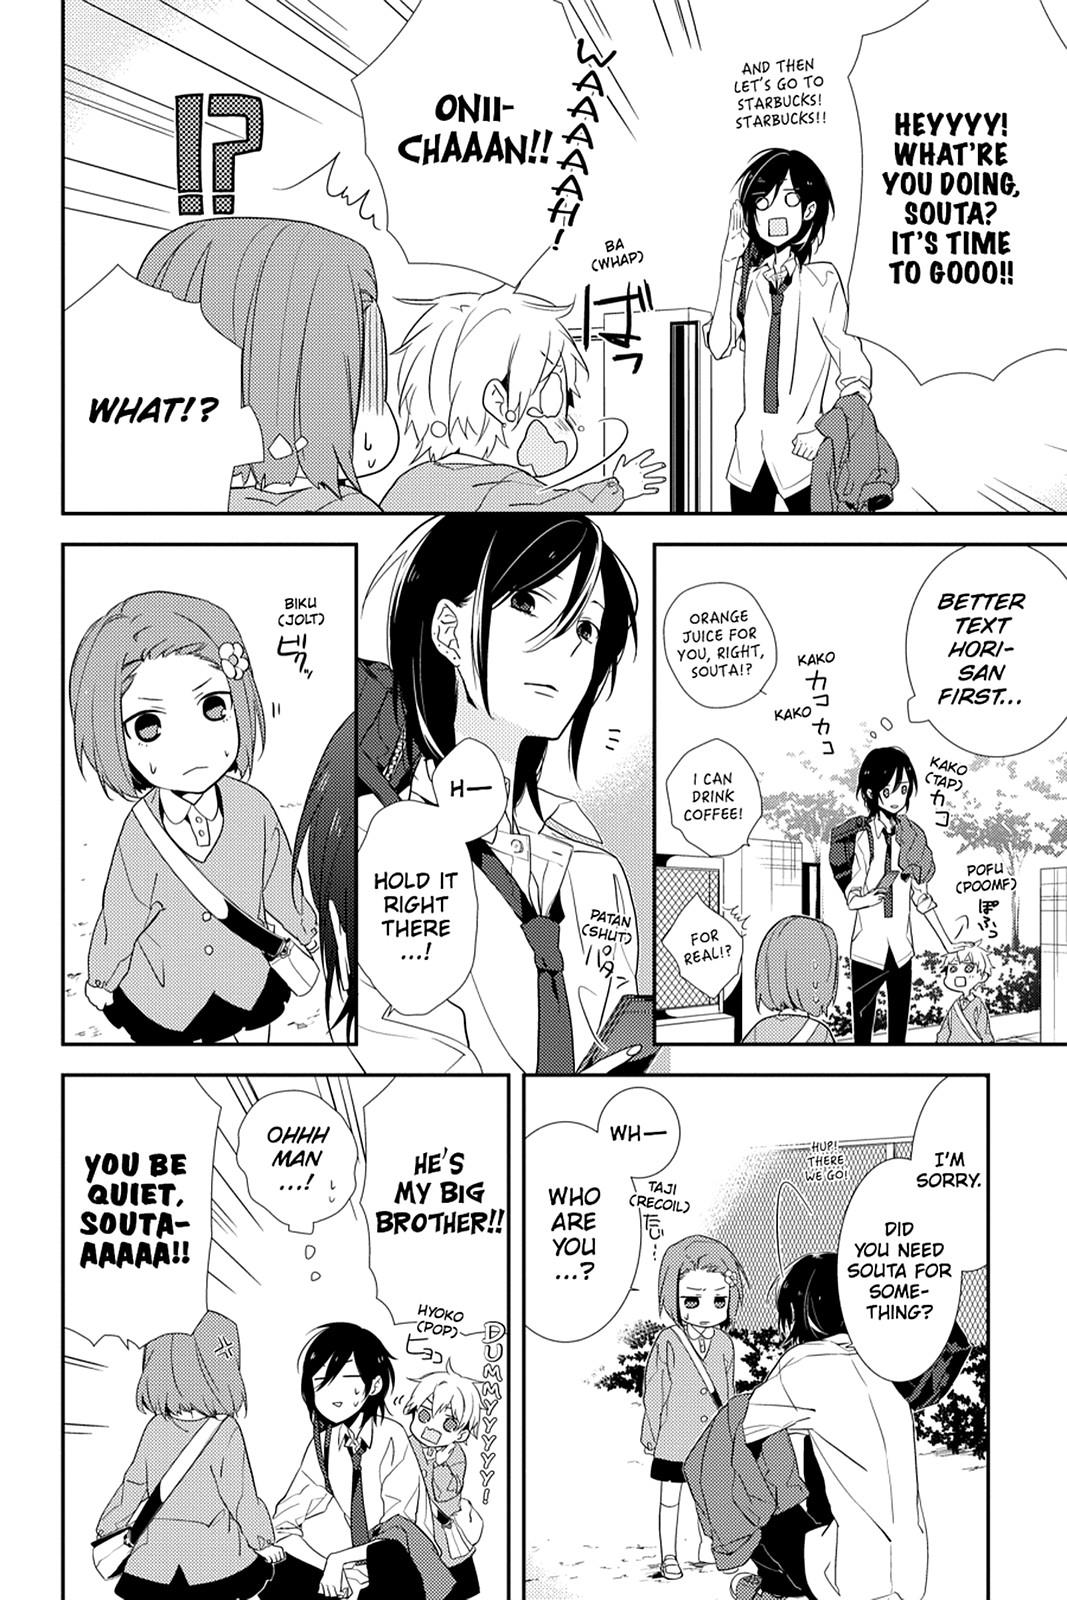 HEYYYY!
WHAT'RE
YOU DOING,
SOUTA?
IT'S TIME
TO GOOO!!
AND THEN
LET'S GO TO
STARBUCKS!
STARBUCKS!!
WAAAAAH!
ONII-
CHAAAN!!
BA
(WHAP)
ばっ
!?
WHAT!?
BETTER
TEXT
HORI-
SAN
FIRST...
ORANGE
JUICE FOR
YOU, RIGHT,
SOUTA!?
KAKO
カコ
KAKO
カコ
KAKO
(TAP)
カコ
I CAN
DRINK
COFFEE!
POFU
(POOMF)
ぽふっ
FOR
REAL!?
H—
HOLD IT
RIGHT
THERE
...!
PATAN
(SHUT)
パタン
BIKU
(JOLT)
ビクッ
I'M
SORRY.
HUP!
THERE
WE GO!
DID
YOU NEED
SOUTA FOR
SOME-
THING?
WH—
TAJI
(RECOIL)
たじ…
WHO
ARE
YOU
...?
HE'S
MY BIG
BROTHER!!
OHHH
MAN
...!
YOU BE
QUIET,
SOUTA-
AAAAA!!
HYOKO
(POP)
ヒョコ
DUMMYYYYY!